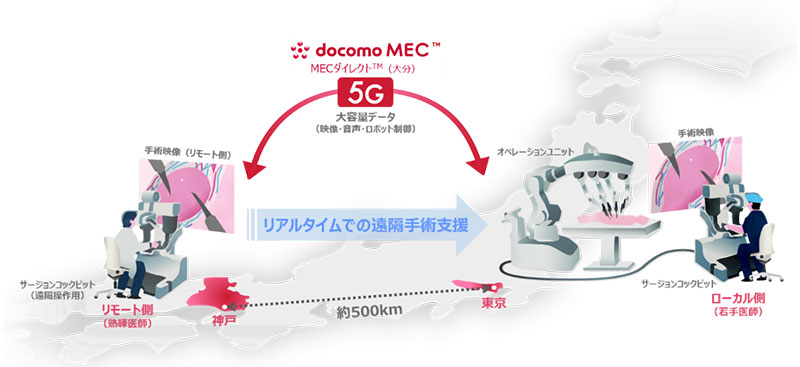 docomo MEC™
MECダイレクト™（大分）
5G
大容量データ
（映像・音声・ロボット制御）
手術映像（リモート側）
オペレーションユニット
手術映像
リアルタイムでの遠隔手術支援
サージョンコックピット
（遠隔操作用）
リモート側
（熟練医師）
神戸
約500km
東京
サージョンコックピット
ローカル側
（若手医師）